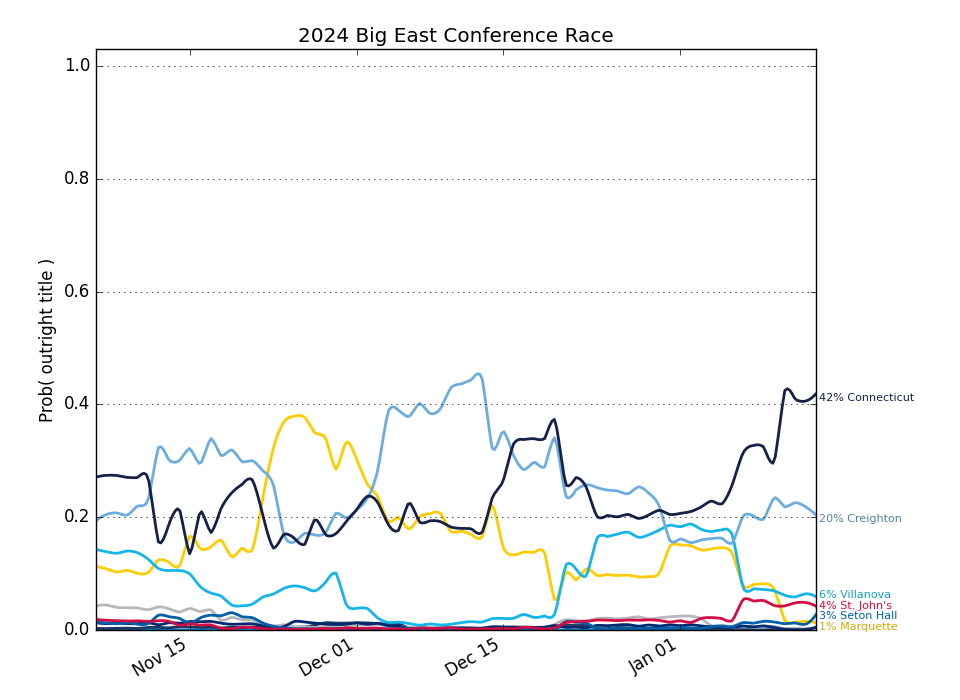 2024 Big East Conference Race
Prob( outright title )
1.0
0.8
0.6
0.4
0.2
0.0
Nov 15
Dec 01
Dec 15
Jan 01
42% Connecticut
20% Creighton
6% Villanova
4% St. John's
3% Seton Hall
1% Marquette